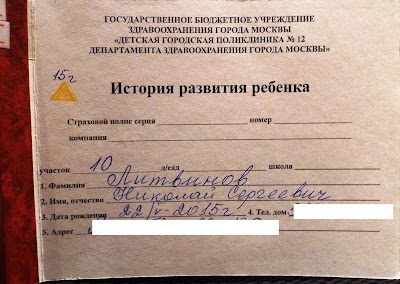 ГОСУДАРСТВЕННОЕ БЮДЖЕТНОЕ УЧРЕЖДЕНИЕ
ЗДРАВООХРАНЕНИЯ ГОРОДА МОСКВЫ
«ДЕТСКАЯ ГОРОДСКАЯ ПОЛИКЛИНИКА № 12
ДЕПАРТАМЕНТА ЗДРАВООХРАНЕНИЯ ГОРОДА МОСКВЫ»
15г
История развития ребенка
Страховой полис серия номер
компания
участок 10 д/сад школа
1. Фамилия Литвинов
2. Имя, отчество Николай Сергеевич
3. Дата рождения 22/V-2015г 4. Тел. дом
5. Адрес